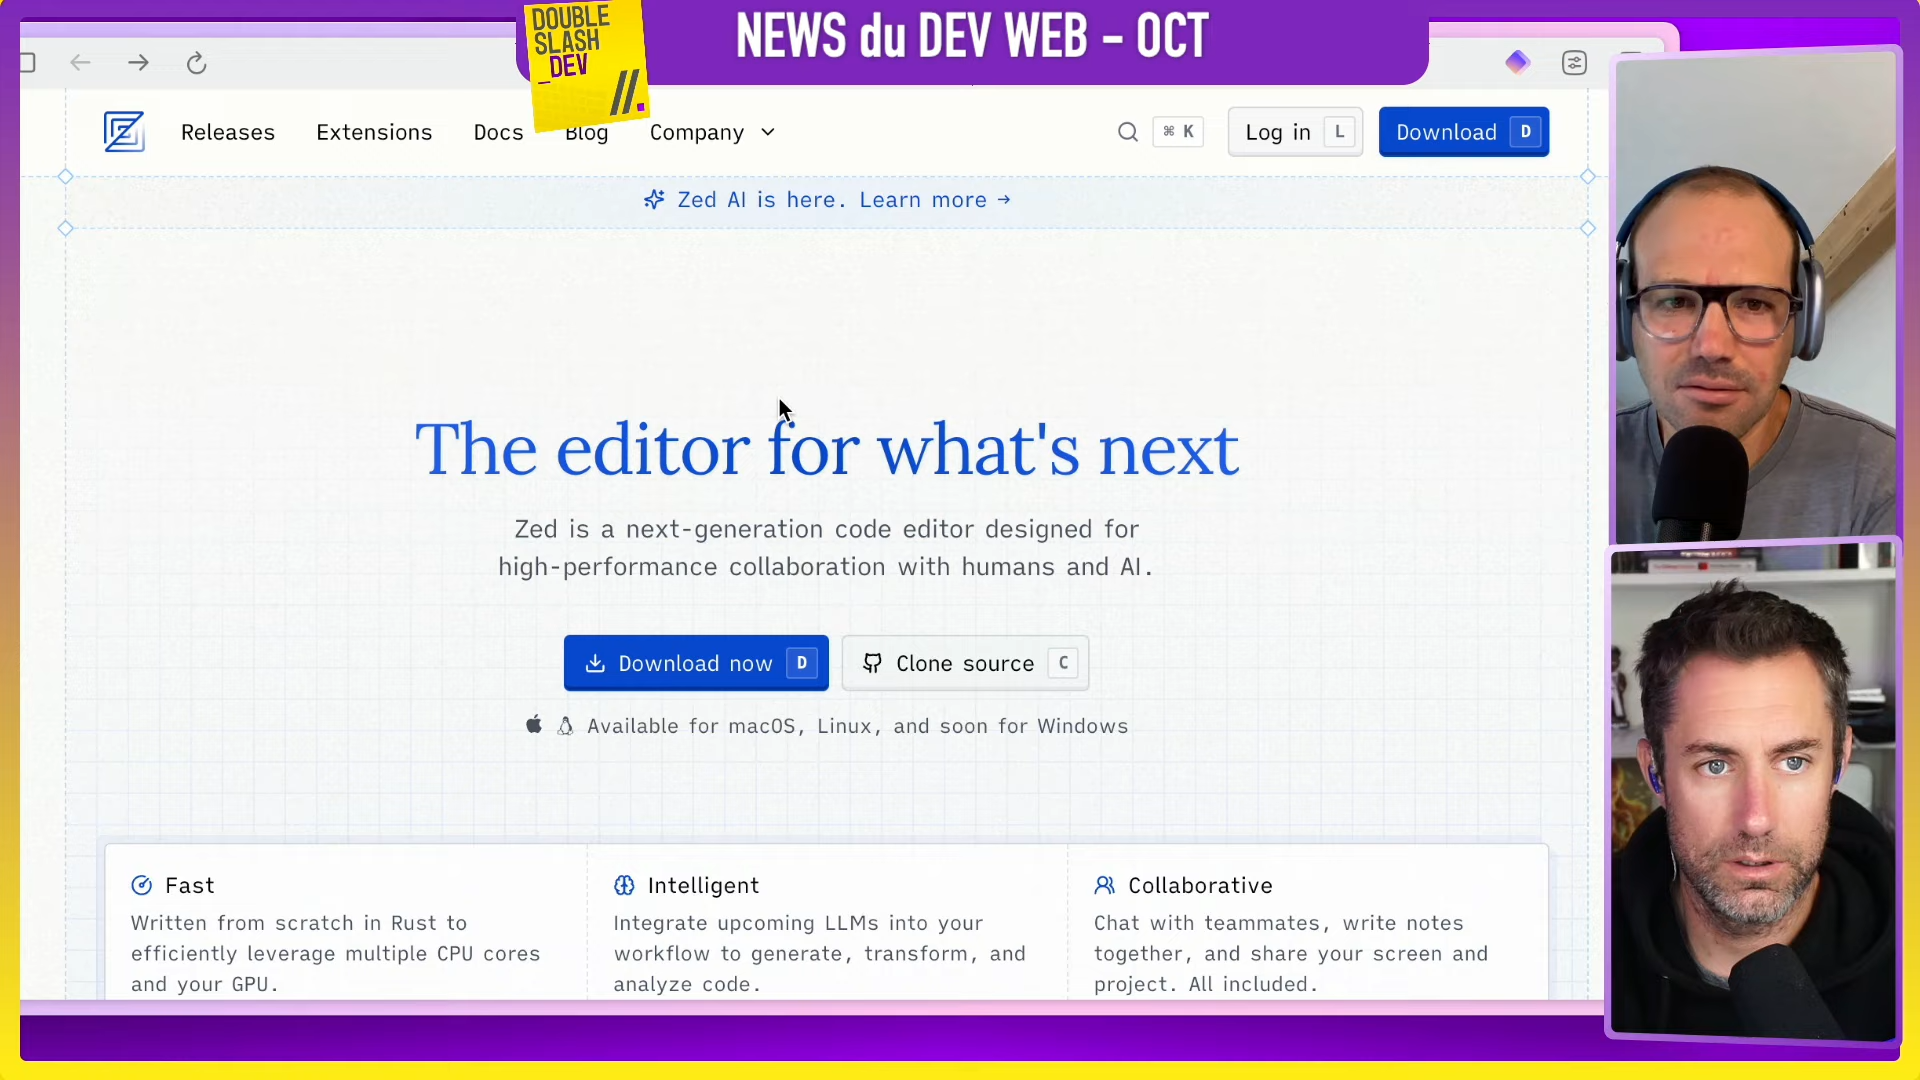 DOUBLE
SLASH
_DEV
//.
NEWS du DEV WEB - OCT
Releases
Extensions
Docs
Blog
Company
⌘ K
Log in L
Download D
Zed AI is here. Learn more →
The editor for what's next
Zed is a next-generation code editor designed for
high-performance collaboration with humans and AI.
Download now D
Clone source C
Available for macOS, Linux, and soon for Windows
Fast
Written from scratch in Rust to
efficiently leverage multiple CPU cores
and your GPU.
Intelligent
Integrate upcoming LLMs into your
workflow to generate, transform, and
analyze code.
Collaborative
Chat with teammates, write notes
together, and share your screen and
project. All included.